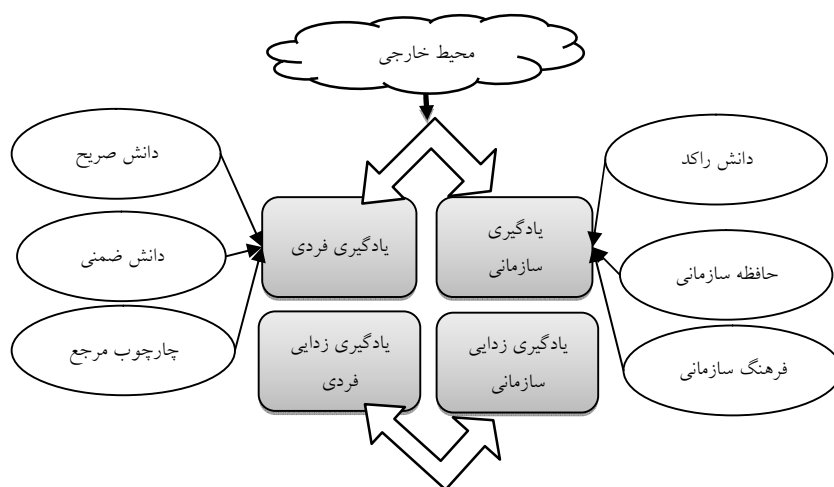 محیط خارجی
دانش راکد
دانش صریح
یادگیری
سازمانی
یادگیری فردی
حافظه سازمانی
دانش ضمنی
یادگیری زدایی
سازمانی
یادگیری زدایی
فردی
فرهنگ سازمانی
چارچوب مرجع